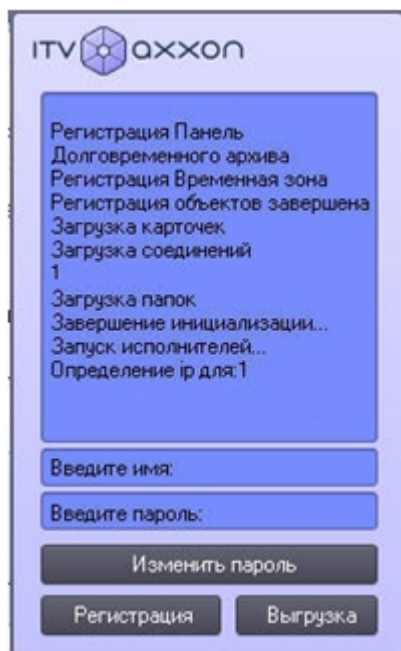 ITV axxon
Регистрация Панель
Долговременного архива
Регистрация Временная зона
Регистрация объектов завершена
Загрузка карточек
Загрузка соединений
1
Загрузка папок
Завершение инициализации...
Запуск исполнителей...
Определение ip для:1
Введите имя:
Введите пароль:
Изменить пароль
Регистрация Выгрузка